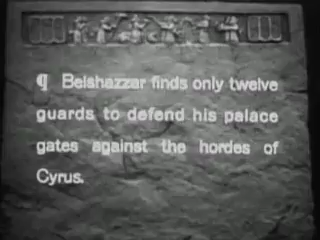 ¶ Belshazzar finds only twelve
guards to defend his palace
gates against the hordes of
Cyrus.